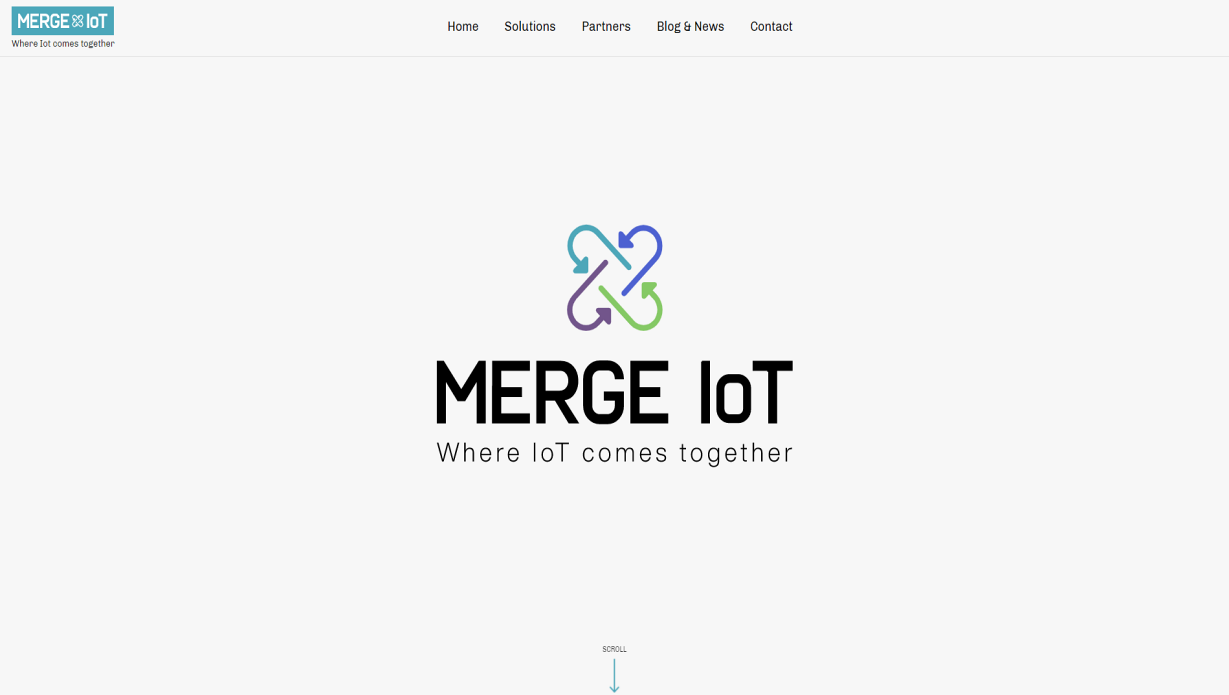 MERGE IoT
Where Iot comes together
Home Solutions Partners Blog & News Contact
MERGE IoT
Where IoT comes together
SCROLL